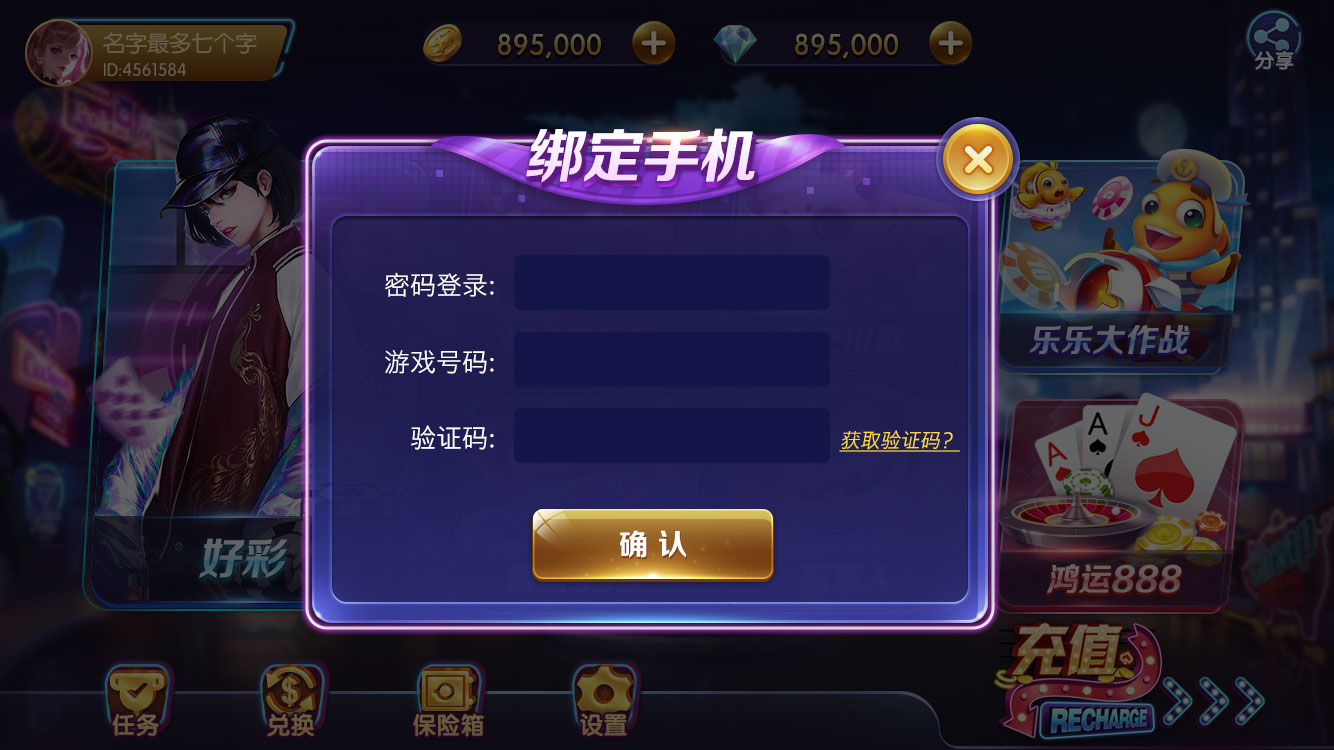 名字最多七个字
ID:4561584
895,000
895,000
分享
绑定手机
密码登录:
游戏号码:
验证码:
获取验证码?
确认
好彩
乐乐大作战
A
A
J
鸿运888
任务
兑换
保险箱
设置
充值
RECHARGE